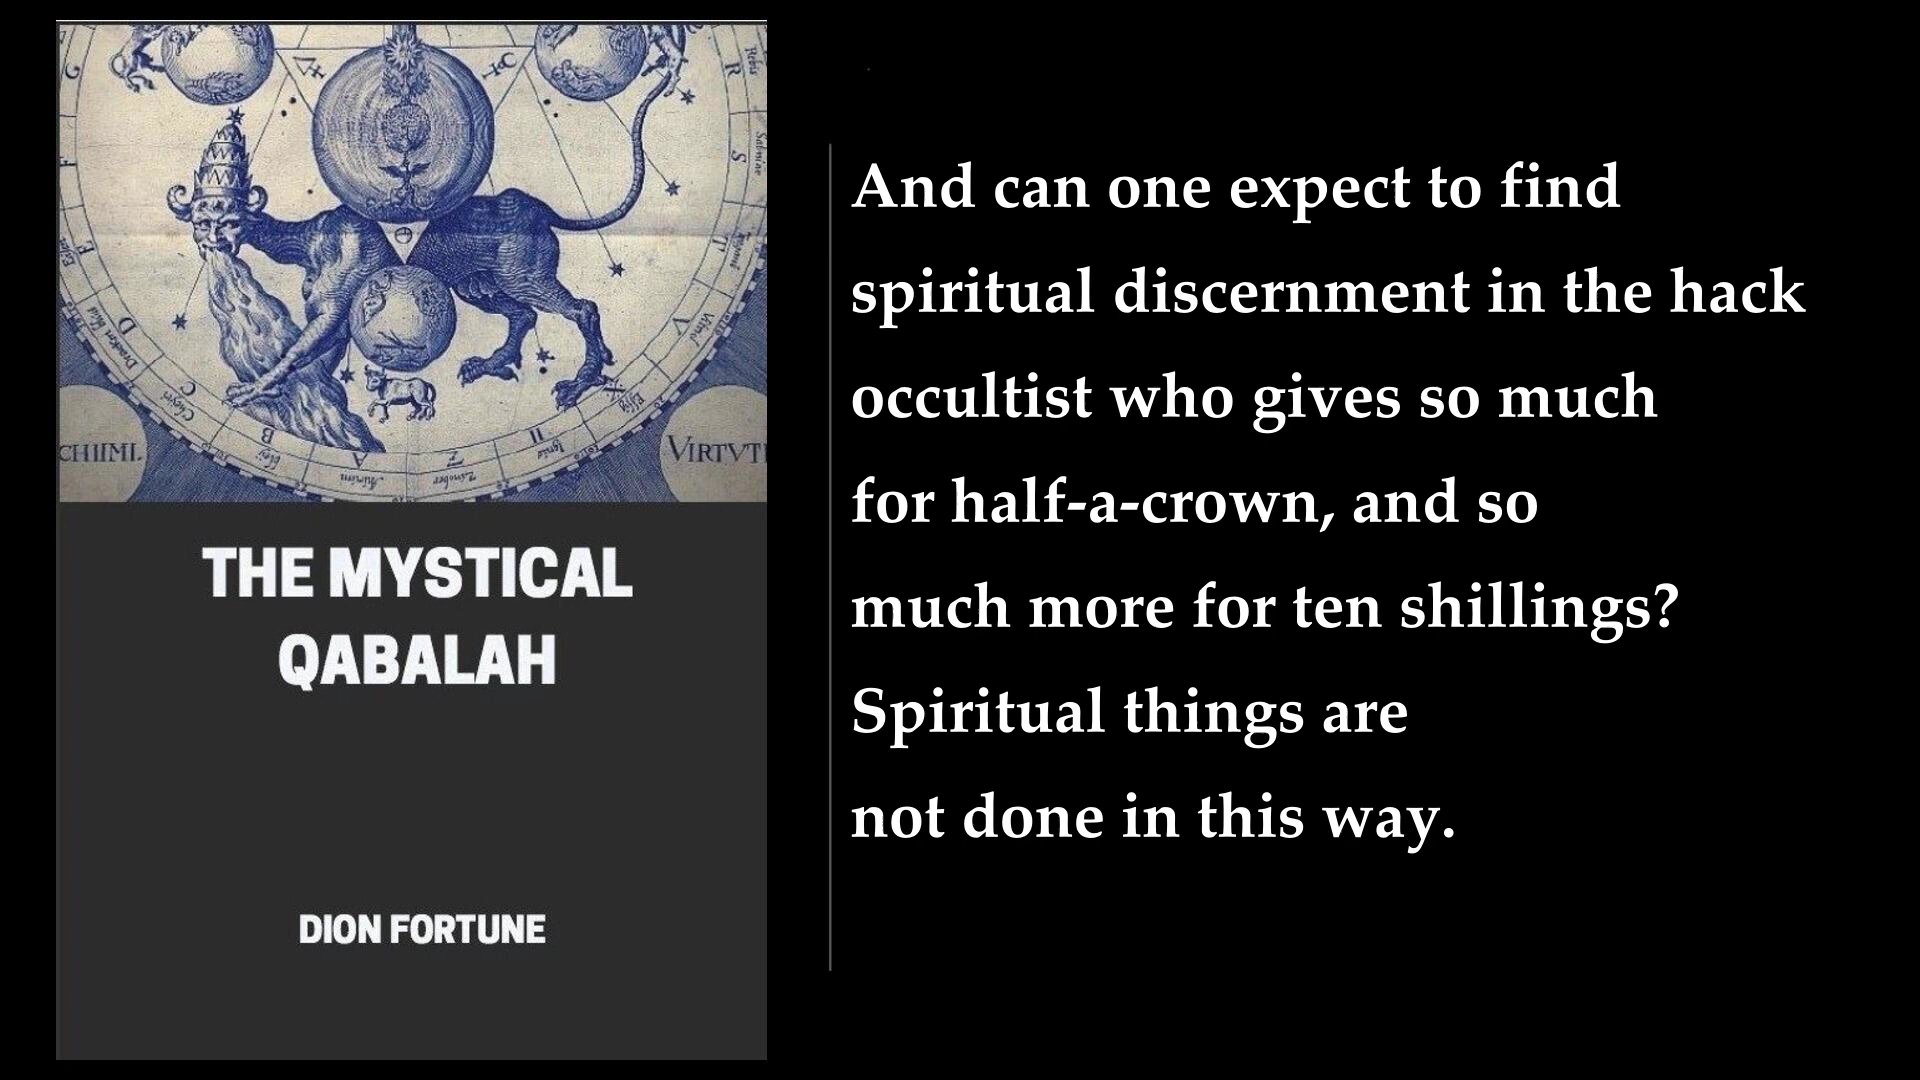 CHIIMI.
VIRTVTI
THE MYSTICAL
QABALAH
DION FORTUNE
And can one expect to find
spiritual discernment in the hack
occultist who gives so much
for half-a-crown, and so
much more for ten shillings?
Spiritual things are
not done in this way.